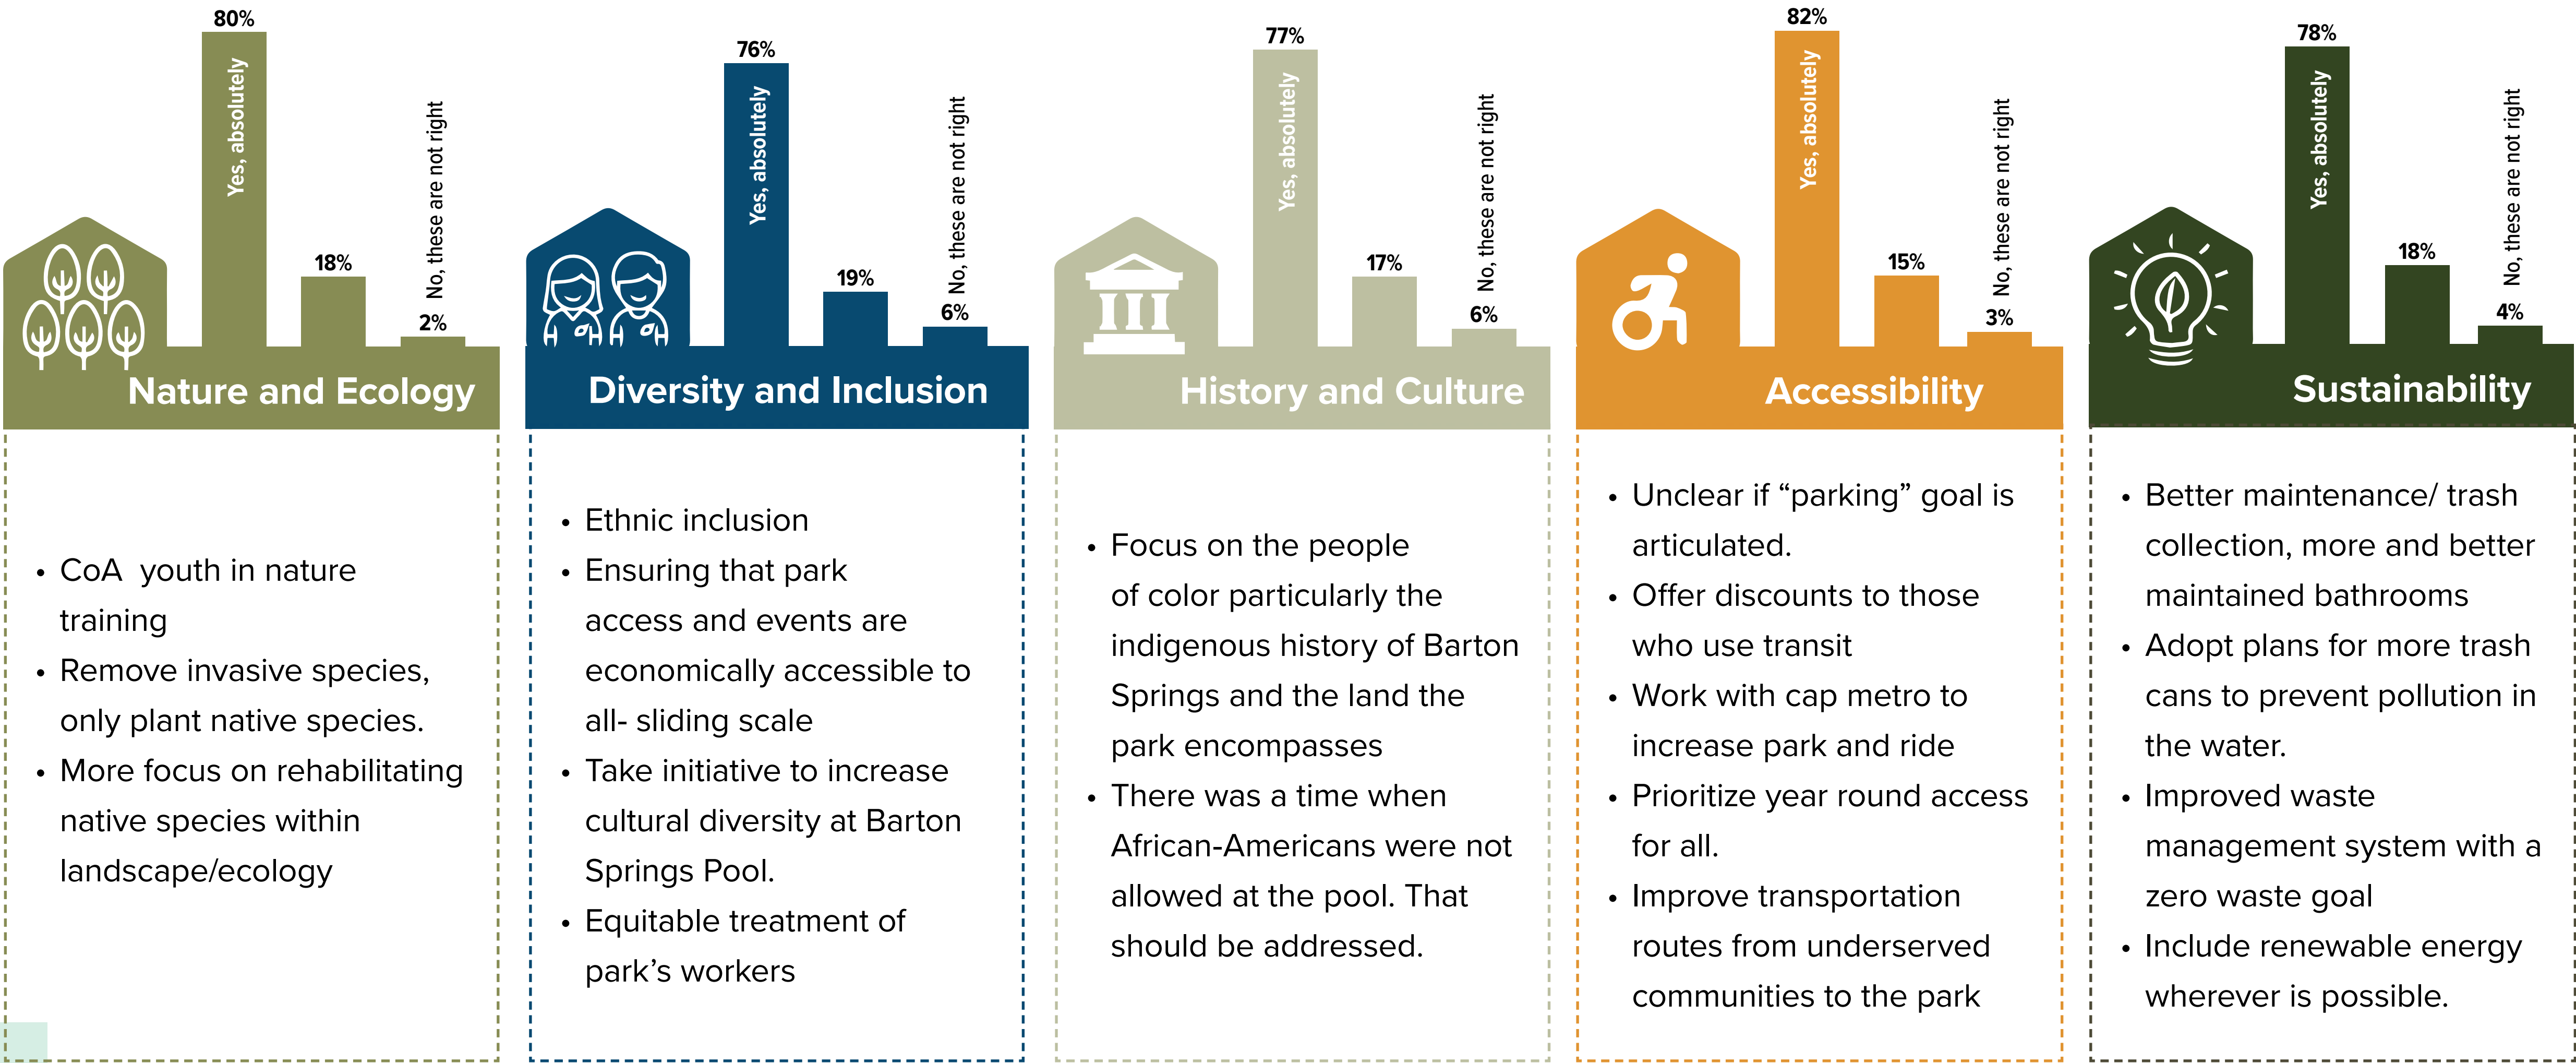 80%
Yes, absolutely
18%
No, these are not right
2%
Nature and Ecology
• CoA youth in nature
training
• Remove invasive species,
only plant native species.
• More focus on rehabilitating
native species within
landscape/ecology
76%
Yes, absolutely
19%
No, these are not right
6%
Diversity and Inclusion
• Ethnic inclusion
• Ensuring that park
access and events are
economically accessible to
all- sliding scale
• Take initiative to increase
cultural diversity at Barton
Springs Pool.
• Equitable treatment of
park’s workers
77%
Yes, absolutely
17%
No, these are not right
6%
History and Culture
• Focus on the people
of color particularly the
indigenous history of Barton
Springs and the land the
park encompasses
• There was a time when
African-Americans were not
allowed at the pool. That
should be addressed.
82%
Yes, absolutely
15%
No, these are not right
3%
Accessibility
• Unclear if “parking” goal is
articulated.
• Offer discounts to those
who use transit
• Work with cap metro to
increase park and ride
• Prioritize year round access
for all.
• Improve transportation
routes from underserved
communities to the park
78%
Yes, absolutely
18%
No, these are not right
4%
Sustainability
• Better maintenance/ trash
collection, more and better
maintained bathrooms
• Adopt plans for more trash
cans to prevent pollution in
the water.
• Improved waste
management system with a
zero waste goal
• Include renewable energy
wherever is possible.